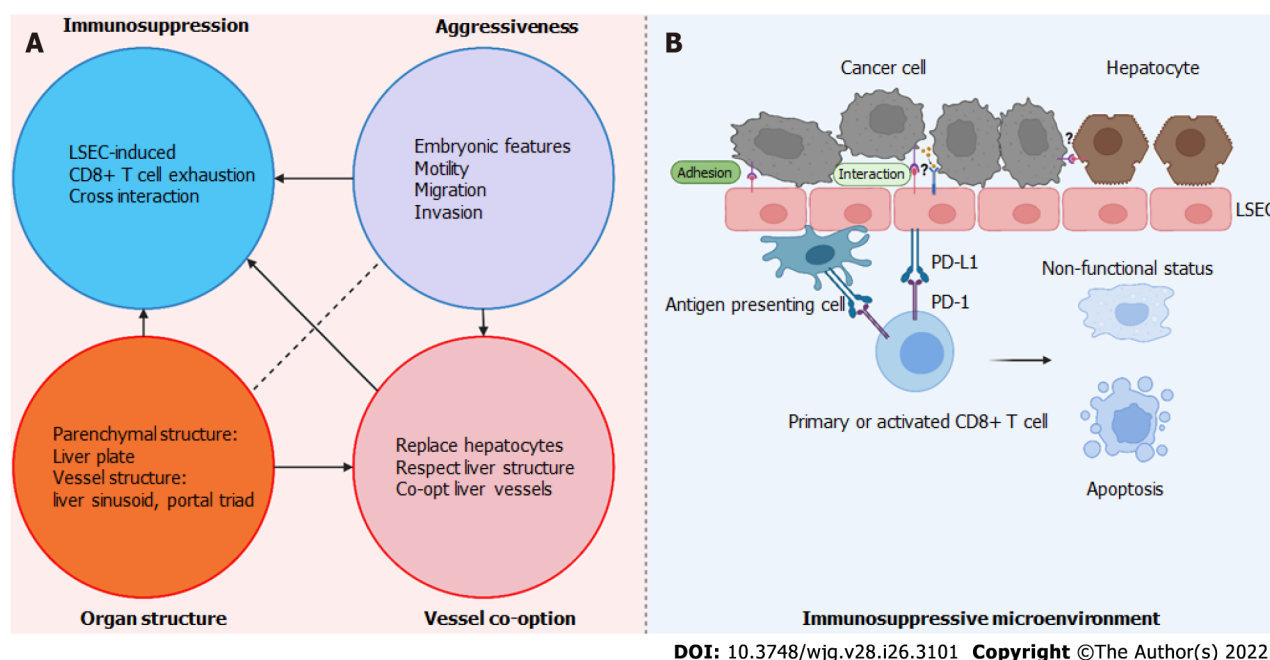 A
Immunosuppression
Aggressiveness
LSEC-induced
CD8+ T cell exhaustion
Cross interaction
Embryonic features
Motility
Migration
Invasion
Parenchymal structure:
Liver plate
Vessel structure:
liver sinusoid, portal triad
Replace hepatocytes
Respect liver structure
Co-opt liver vessels
Organ structure
Vessel co-option
B
Cancer cell
Hepatocyte
?
Adhesion
Interaction
?
LSEC
PD-L1
Antigen presenting cell
PD-1
Non-functional status
Primary or activated CD8+ T cell
Apoptosis
Immunosuppressive microenvironment
DOI: 10.3748/wjg.v28.i26.3101 Copyright ©The Author(s) 2022